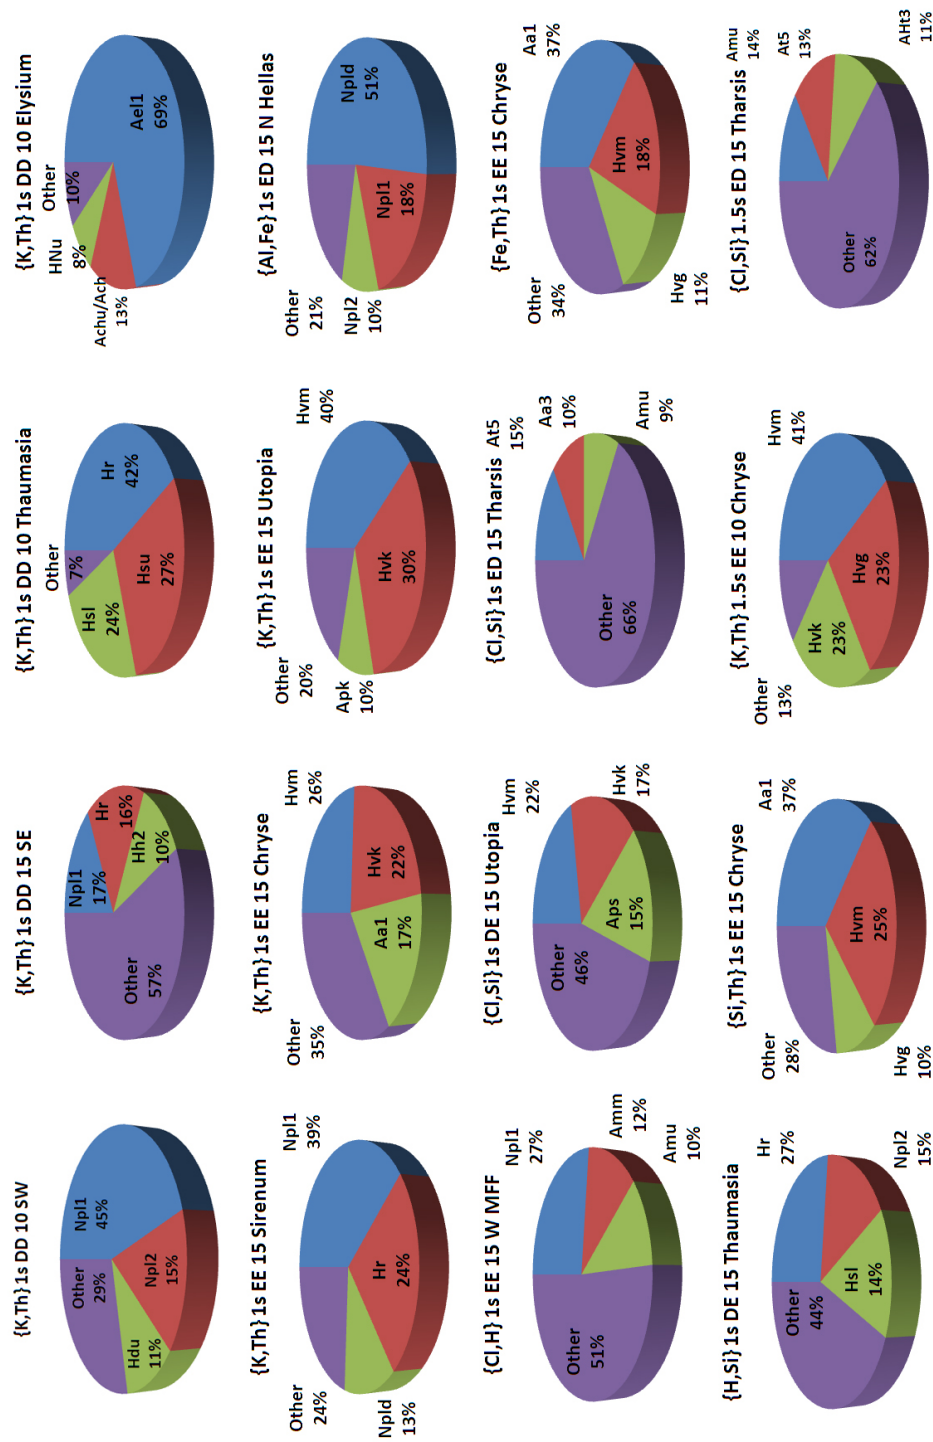 {K,Th} 1s DD 10 SW
Other
29%
Npl1
45%
Hdu
11%
Npl2
15%
{K,Th} 1s DD 15 SE
Npl1
17%
Hr
16%
Hh2
10%
Other
57%
{K,Th} 1s DD 10 Thaumasia
Other
7%
Hr
42%
Hsl
24%
Hsu
27%
{K,Th} 1s DD 10 Elysium
Other
10%
HNu
8%
Achu/Ach
13%
Ael1
69%
{K,Th} 1s EE 15 Sirenum
Other
24%
Npl1
39%
Npld
13%
Hr
24%
{K,Th} 1s EE 15 Chryse
Other
35%
Hvm
26%
Hvk
22%
Aa1
17%
{K,Th} 1s EE 15 Utopia
Other
20%
Hvm
40%
Apk
10%
Hvk
30%
{Al,Fe} 1s ED 15 N Hellas
Other
21%
Npld
51%
Npl2
10%
Npl1
18%
{Cl,H} 1s EE 15 W MFF
Npl1
27%
Other
51%
Amm
12%
Amu
10%
{Cl,Si} 1s DE 15 Utopia
Hvm
22%
Other
46%
Aps
15%
Hvk
17%
{Cl,Si} 1s ED 15 Tharsis
At5
15%
Aa3
10%
Other
66%
Amu
9%
{Fe,Th} 1s EE 15 Chryse
Other
34%
Aa1
37%
Hvm
18%
Hvg
11%
{H,Si} 1s DE 15 Thaumasia
Hr
27%
Other
44%
Hsl
14%
Npl2
15%
{Si,Th} 1s EE 15 Chryse
Other
28%
Aa1
37%
Hvm
25%
Hvg
10%
{K,Th} 1.5s EE 10 Chryse
Other
13%
Hvm
41%
Hvk
23%
Hvg
23%
{Cl,Si} 1.5s ED 15 Tharsis
Amu
14%
At5
13%
Other
62%
AHt3
11%